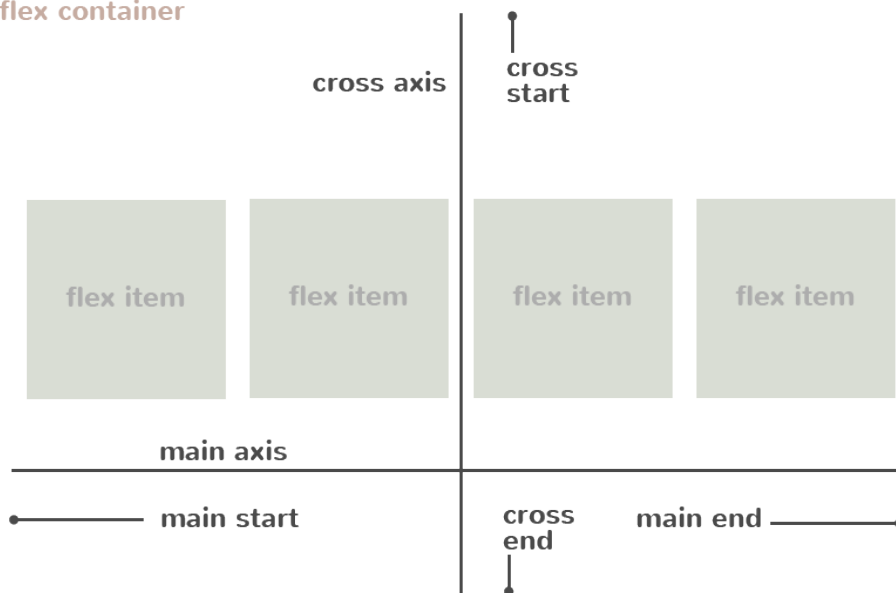 flex container
cross axis
cross
start
flex item
flex item
flex item
flex item
main axis
main start
cross
end
main end